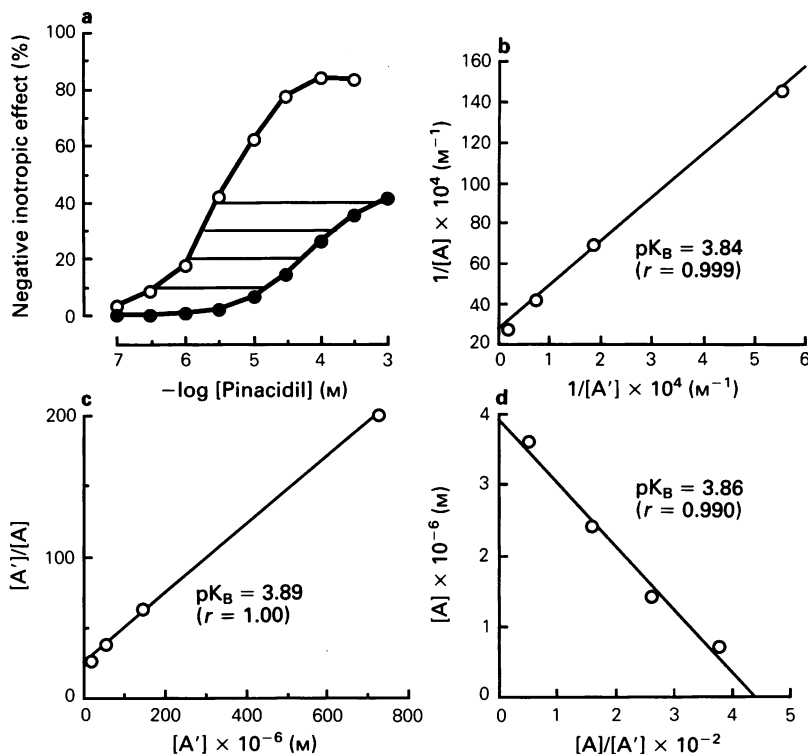 a
Negative inotropic effect (%)
100
80
60
40
20
0
7 6 5 4 3
−log [Pinacidil] (M)
b
1/[A] × 10⁴ (M⁻¹)
160
140
120
100
80
60
40
20
pK_B = 3.84
(r = 0.999)
0 1 2 3 4 5 6
1/[A'] × 10⁴ (M⁻¹)
c
[A']/[A]
200
100
0
pK_B = 3.89
(r = 1.00)
0 200 400 600 800
[A'] × 10⁻⁶ (M)
d
[A] × 10⁻⁶ (M)
4
3
2
1
0
pK_B = 3.86
(r = 0.990)
0 1 2 3 4 5
[A]/[A'] × 10⁻²